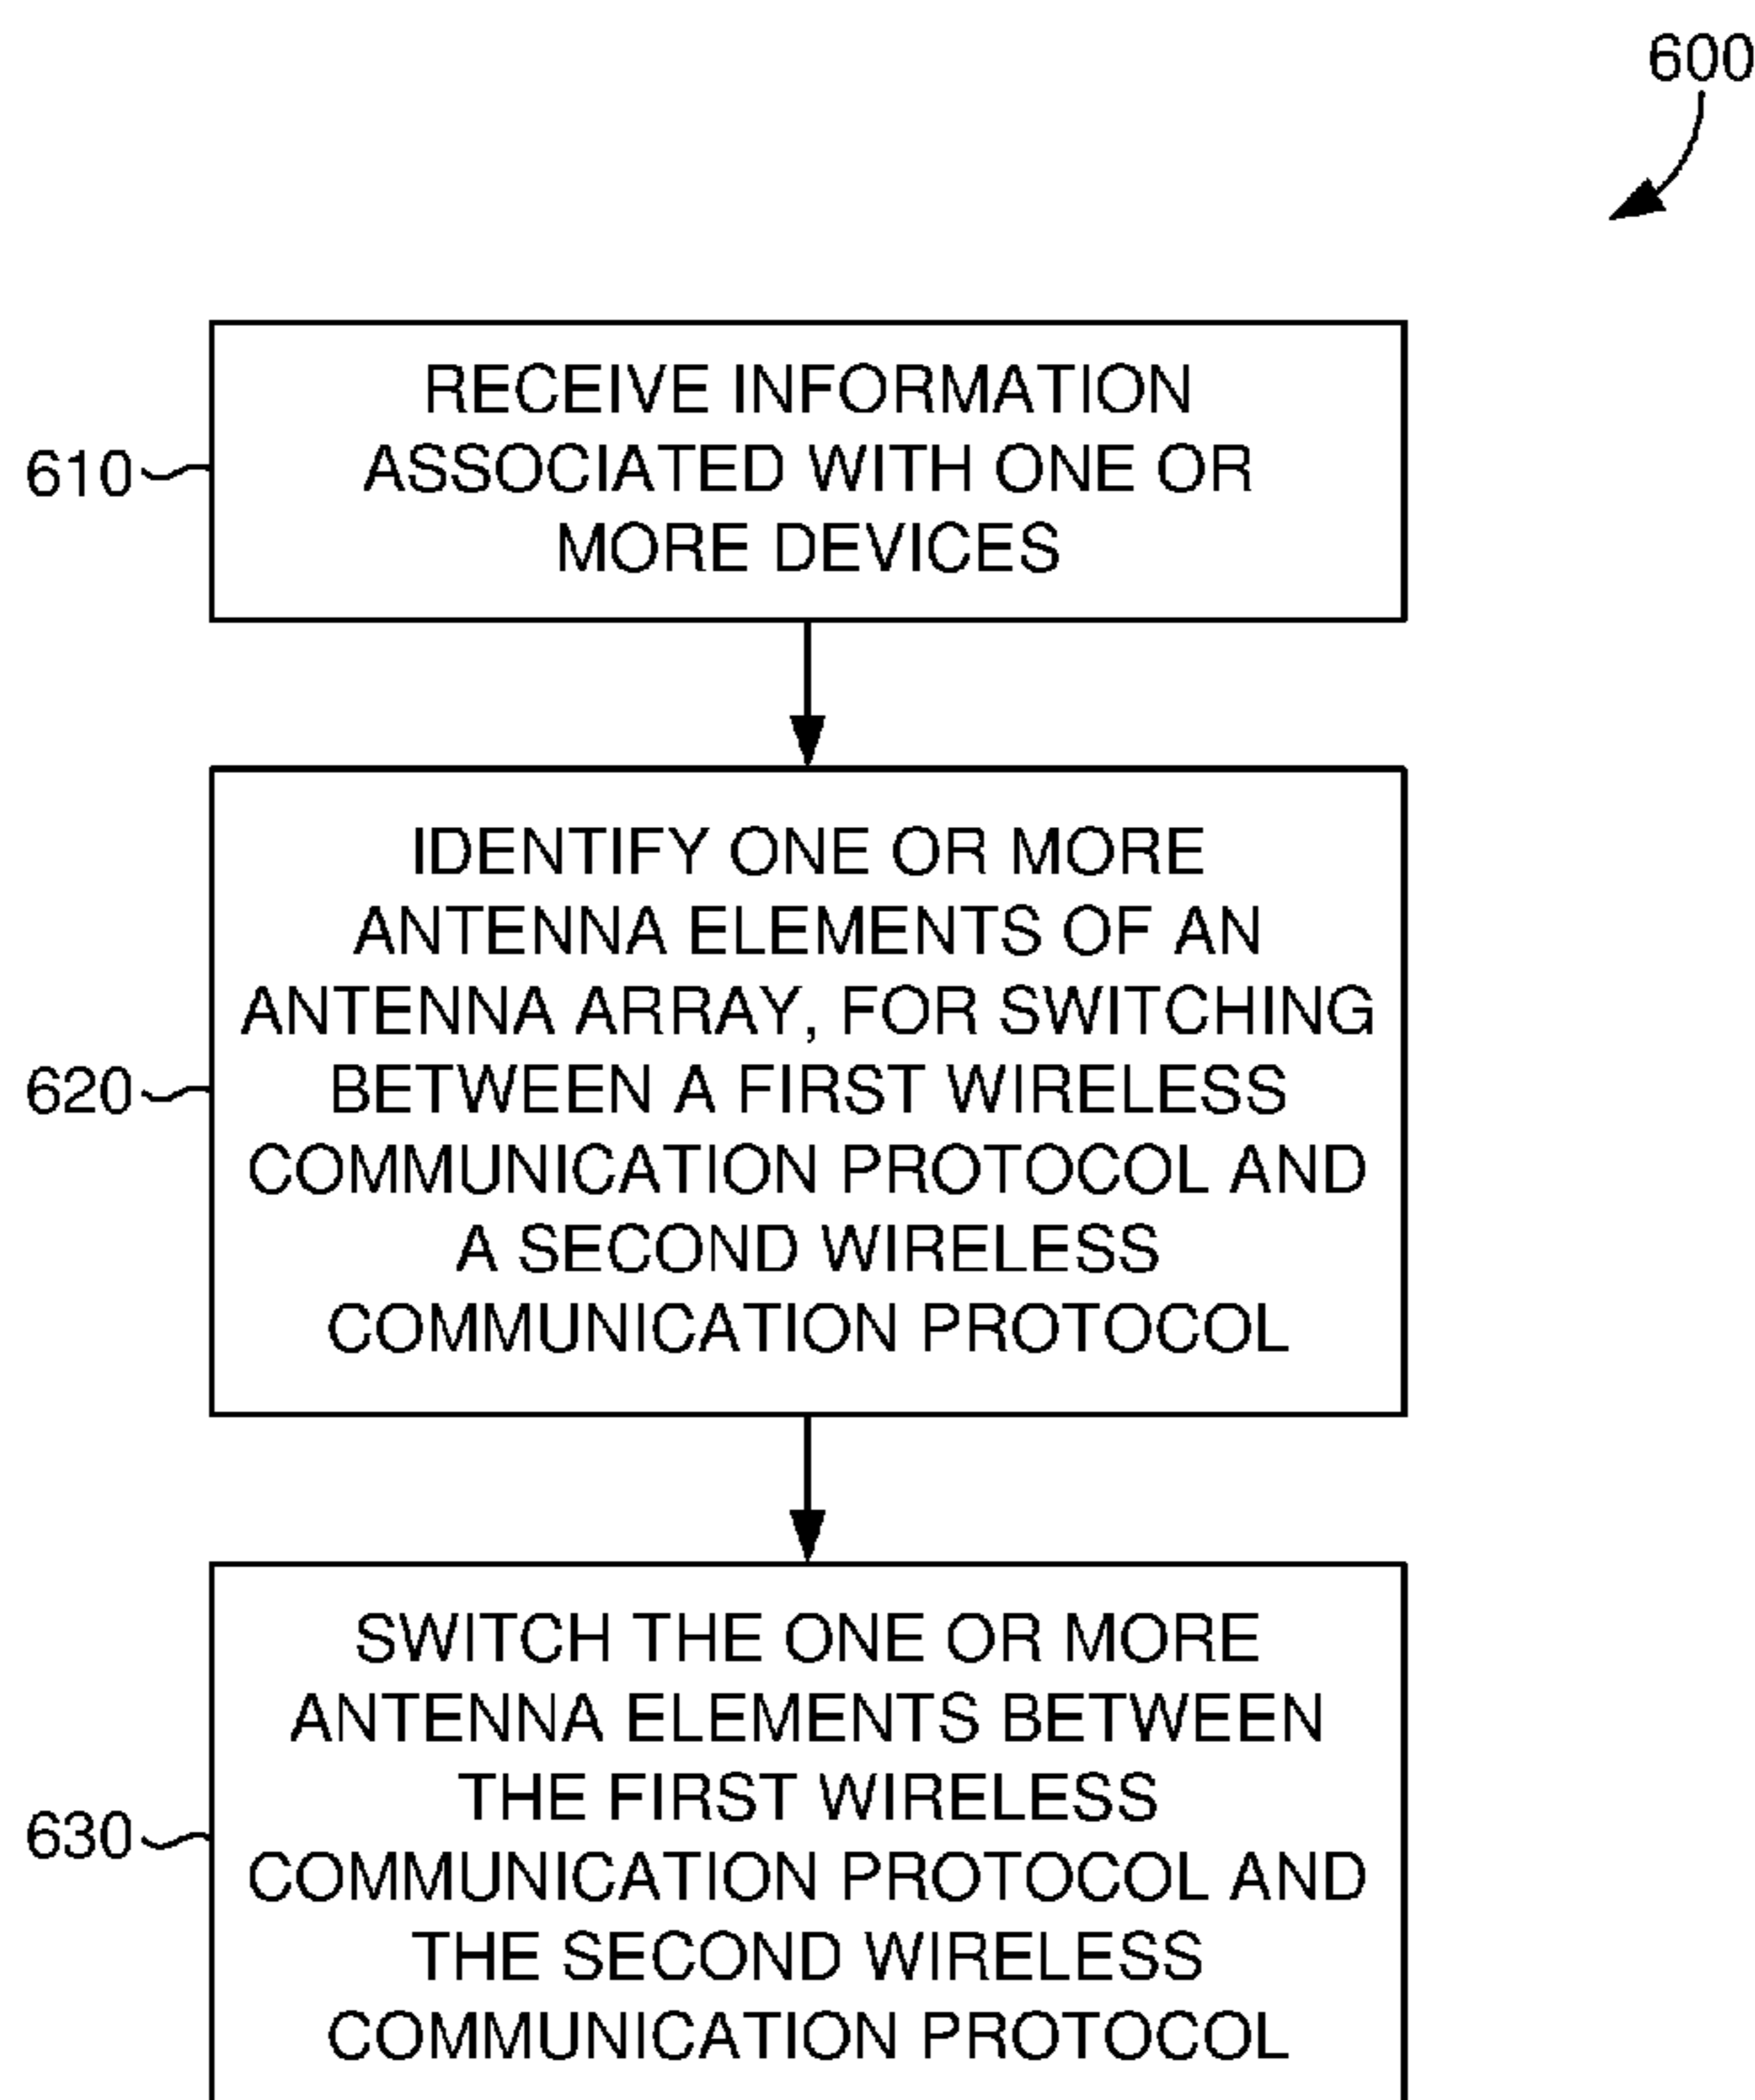 600
RECEIVE INFORMATION
ASSOCIATED WITH ONE OR
MORE DEVICES
610
IDENTIFY ONE OR MORE
ANTENNA ELEMENTS OF AN
ANTENNA ARRAY, FOR SWITCHING
BETWEEN A FIRST WIRELESS
COMMUNICATION PROTOCOL AND
A SECOND WIRELESS
COMMUNICATION PROTOCOL
620
SWITCH THE ONE OR MORE
ANTENNA ELEMENTS BETWEEN
THE FIRST WIRELESS
COMMUNICATION PROTOCOL AND
THE SECOND WIRELESS
COMMUNICATION PROTOCOL
630